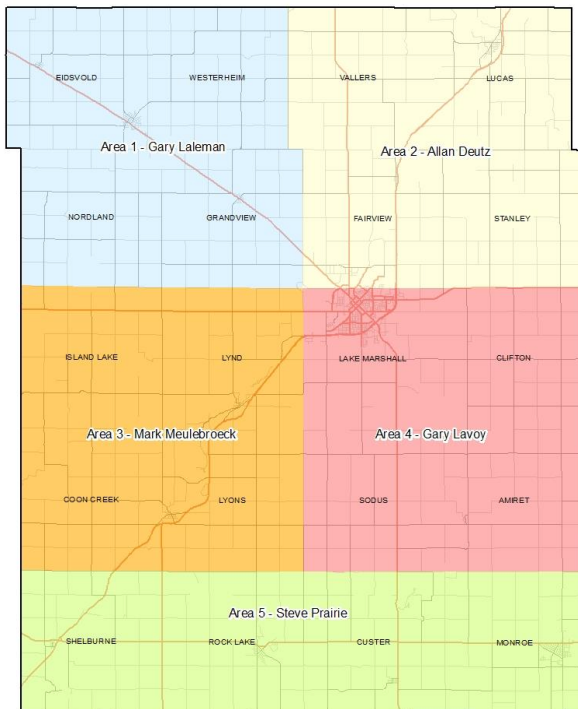 EIDSVOLD
WESTERHEIM
VALLERS
LUCAS
Area 1 - Gary Laleman
Area 2 - Allan Deutz
NORDLAND
GRANDVIEW
FAIRVIEW
STANLEY
ISLAND LAKE
LYND
LAKE MARSHALL
CLIFTON
Area 3 - Mark Meulebroeck
Area 4 - Gary Lavoy
COON CREEK
LYONS
SODUS
AMIRET
Area 5 - Steve Prairie
SHELBURNE
ROCK LAKE
CUSTER
MONROE